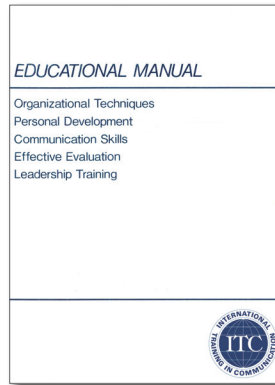 EDUCATIONAL MANUAL
Organizational Techniques
Personal Development
Communication Skills
Effective Evaluation
Leadership Training
INTERNATIONAL
ITC
TRAINING IN COMMUNICATION